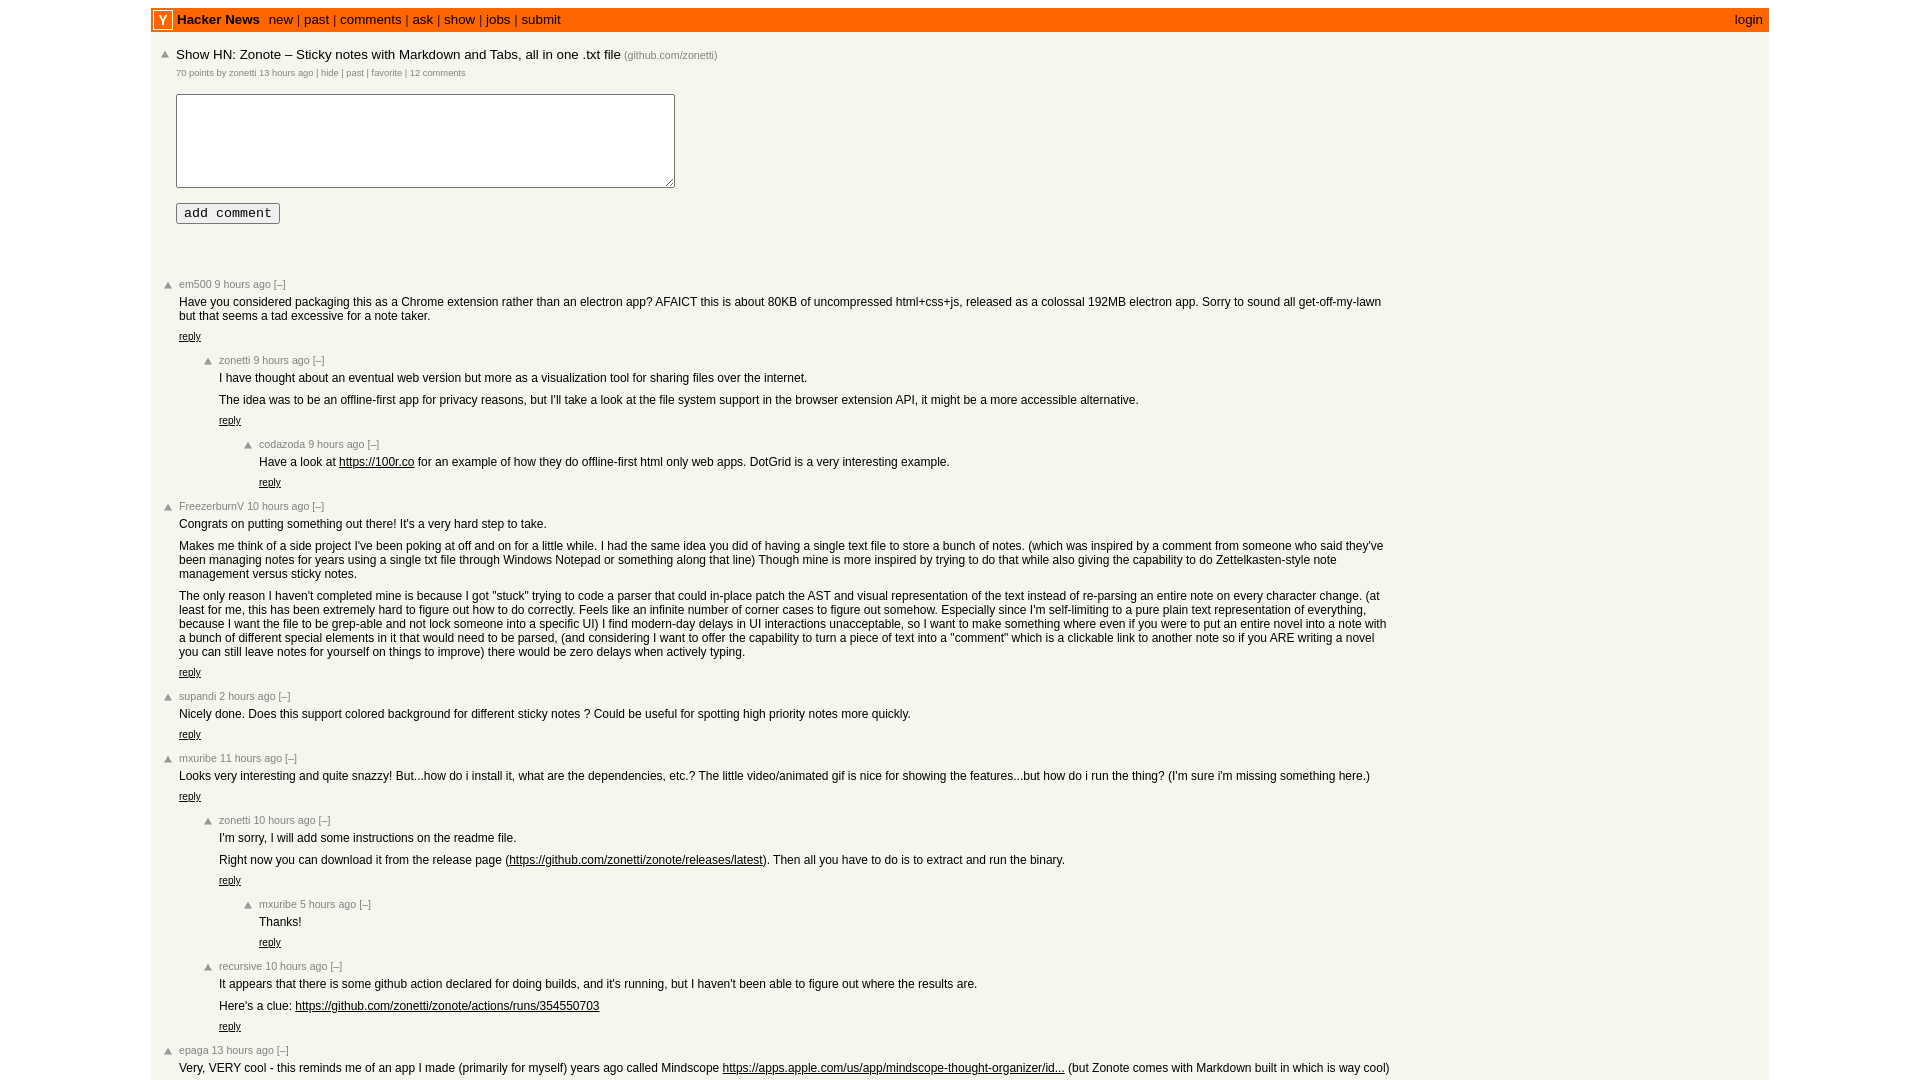 Y Hacker News new | past | comments | ask | show | jobs | submit login
Show HN: Zonote – Sticky notes with Markdown and Tabs, all in one .txt file (github.com/zonetti)
70 points by zonetti 13 hours ago | hide | past | favorite | 12 comments
add comment
em500 9 hours ago [–]
Have you considered packaging this as a Chrome extension rather than an electron app? AFAICT this is about 80KB of uncompressed html+css+js, released as a colossal 192MB electron app. Sorry to sound all get-off-my-lawn
but that seems a tad excessive for a note taker.
reply
zonetti 9 hours ago [–]
I have thought about an eventual web version but more as a visualization tool for sharing files over the internet.
The idea was to be an offline-first app for privacy reasons, but I'll take a look at the file system support in the browser extension API, it might be a more accessible alternative.
reply
codazoda 9 hours ago [–]
Have a look at https://100r.co for an example of how they do offline-first html only web apps. DotGrid is a very interesting example.
reply
FreezerburnV 10 hours ago [–]
Congrats on putting something out there! It's a very hard step to take.
Makes me think of a side project I've been poking at off and on for a little while. I had the same idea you did of having a single text file to store a bunch of notes. (which was inspired by a comment from someone who said they've
been managing notes for years using a single txt file through Windows Notepad or something along that line) Though mine is more inspired by trying to do that while also giving the capability to do Zettelkasten-style note
management versus sticky notes.
The only reason I haven't completed mine is because I got "stuck" trying to code a parser that could in-place patch the AST and visual representation of the text instead of re-parsing an entire note on every character change. (at
least for me, this has been extremely hard to figure out how to do correctly. Feels like an infinite number of corner cases to figure out somehow. Especially since I'm self-limiting to a pure plain text representation of everything,
because I want the file to be grep-able and not lock someone into a specific UI) I find modern-day delays in UI interactions unacceptable, so I want to make something where even if you were to put an entire novel into a note with
a bunch of different special elements in it that would need to be parsed, (and considering I want to offer the capability to turn a piece of text into a "comment" which is a clickable link to another note so if you ARE writing a novel
you can still leave notes for yourself on things to improve) there would be zero delays when actively typing.
reply
supandi 2 hours ago [–]
Nicely done. Does this support colored background for different sticky notes ? Could be useful for spotting high priority notes more quickly.
reply
mxuribe 11 hours ago [–]
Looks very interesting and quite snazzy! But...how do i install it, what are the dependencies, etc.? The little video/animated gif is nice for showing the features...but how do i run the thing? (I'm sure i'm missing something here.)
reply
zonetti 10 hours ago [–]
I'm sorry, I will add some instructions on the readme file.
Right now you can download it from the release page (https://github.com/zonetti/zonote/releases/latest). Then all you have to do is to extract and run the binary.
reply
mxuribe 5 hours ago [–]
Thanks!
reply
recursive 10 hours ago [–]
It appears that there is some github action declared for doing builds, and it's running, but I haven't been able to figure out where the results are.
Here's a clue: https://github.com/zonetti/zonote/actions/runs/354550703
reply
epaga 13 hours ago [–]
Very, VERY cool - this reminds me of an app I made (primarily for myself) years ago called Mindscope https://apps.apple.com/us/app/mindscope-thought-organizer/id... (but Zonote comes with Markdown built in which is way cool)